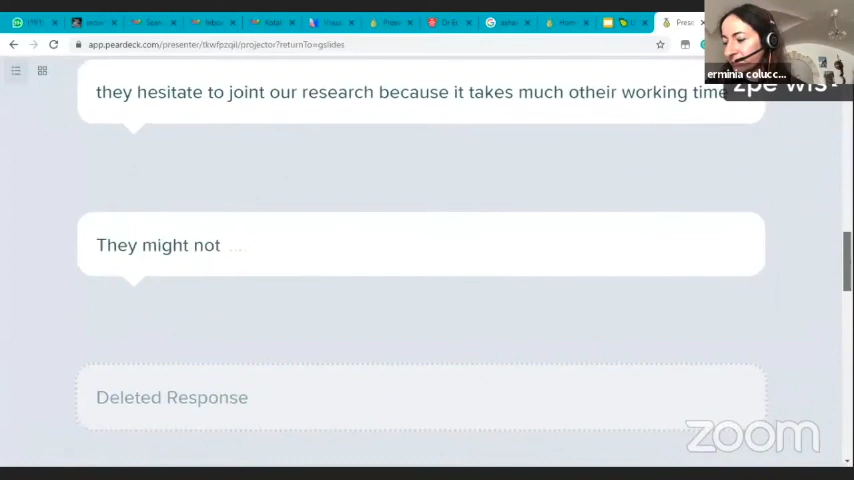 app.peardeck.com/presenter/tkwfpzqil/projector?returnTo=gslides
erminia colucc...
they hesitate to joint our research because it takes much otheir working time
They might not ....
Deleted Response
zoom